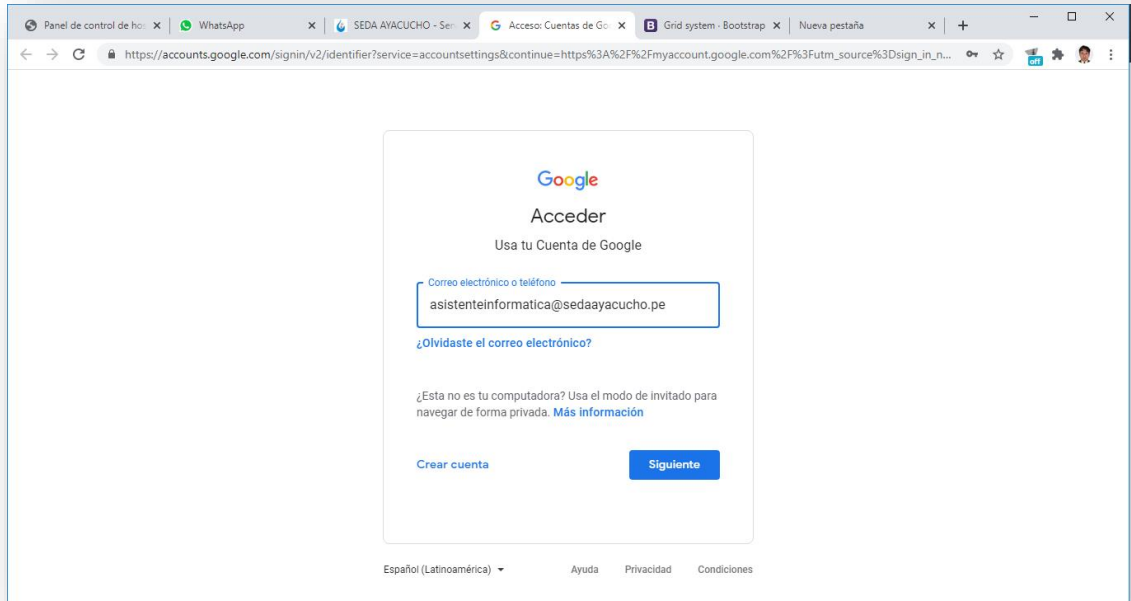 Panel de control de hos
WhatsApp
SEDA AYACUCHO - Ser
Acceso: Cuentas de Go
Grid system · Bootstrap
Nueva pestaña
https://accounts.google.com/signin/v2/identifier?service=accountsettings&continue=https%3A%2F%2Fmyaccount.google.com%2F%3Futm_source%3Dsign_in_n...
off
Google
Acceder
Usa tu Cuenta de Google
Correo electrónico o teléfono
asistenteinformatica@sedaayacucho.pe
¿Olvidaste el correo electrónico?
¿Esta no es tu computadora? Usa el modo de invitado para
navegar de forma privada. Más información
Crear cuenta
Siguiente
Español (Latinoamérica)
Ayuda
Privacidad
Condiciones